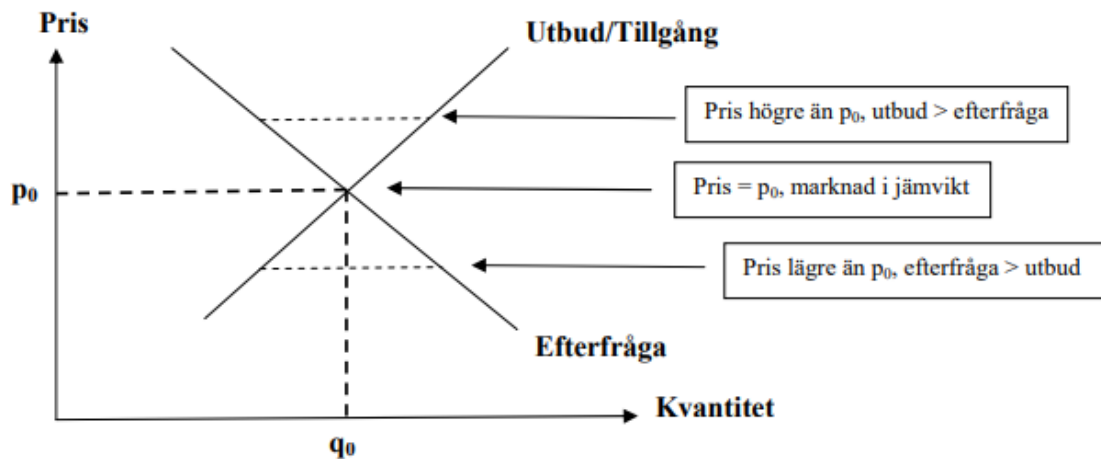 Pris
Utbud/Tillgång
Pris högre än p₀, utbud > efterfråga
p₀
Pris = p₀, marknad i jämvikt
Pris lägre än p₀, efterfråga > utbud
Efterfråga
Kvantitet
q₀